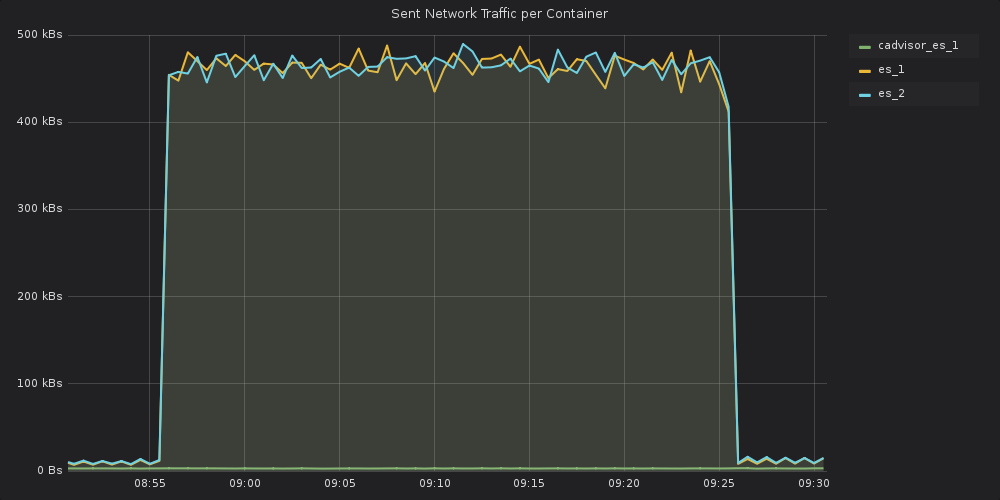 Sent Network Traffic per Container
500 kBs
400 kBs
300 kBs
200 kBs
100 kBs
0 Bs
08:55 09:00 09:05 09:10 09:15 09:20 09:25 09:30
cadvisor_es_1
es_1
es_2